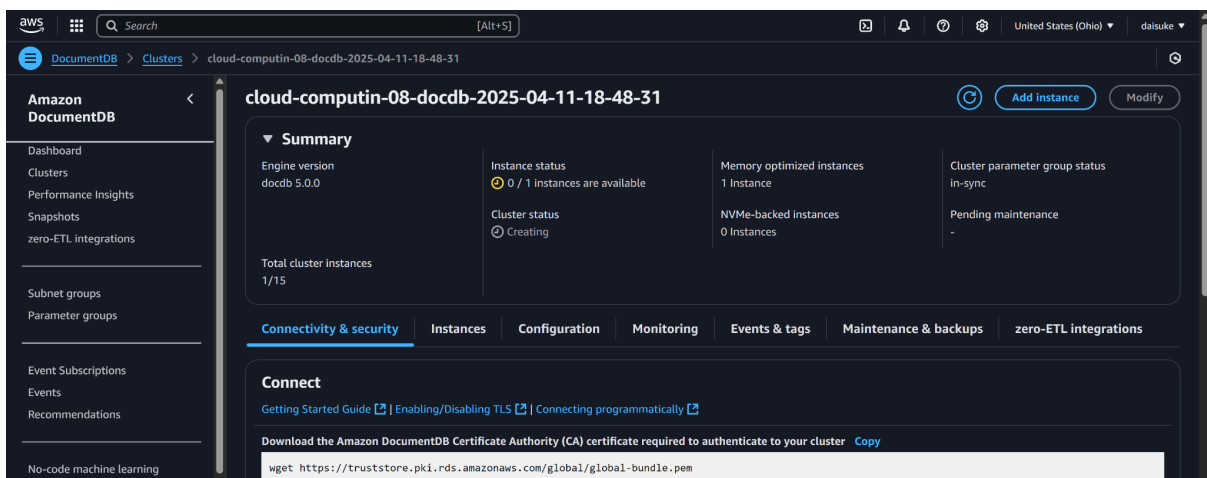 aws
Search
[Alt+S]
United States (Ohio)
daisuke
DocumentDB > Clusters > cloud-computin-08-docdb-2025-04-11-18-48-31
Amazon
DocumentDB
Dashboard
Clusters
Performance Insights
Snapshots
zero-ETL integrations
Subnet groups
Parameter groups
Event Subscriptions
Events
Recommendations
No-code machine learning
cloud-computin-08-docdb-2025-04-11-18-48-31
Add instance
Modify
Summary
Engine version
docdb 5.0.0
Total cluster instances
1/15
Instance status
0 / 1 instances are available
Cluster status
Creating
Memory optimized instances
1 Instance
NVMe-backed instances
0 Instances
Cluster parameter group status
in-sync
Pending maintenance
-
Connectivity & security
Instances
Configuration
Monitoring
Events & tags
Maintenance & backups
zero-ETL integrations
Connect
Getting Started Guide | Enabling/Disabling TLS | Connecting programmatically
Download the Amazon DocumentDB Certificate Authority (CA) certificate required to authenticate to your cluster Copy
wget https://truststore.pki.rds.amazonaws.com/global/global-bundle.pem